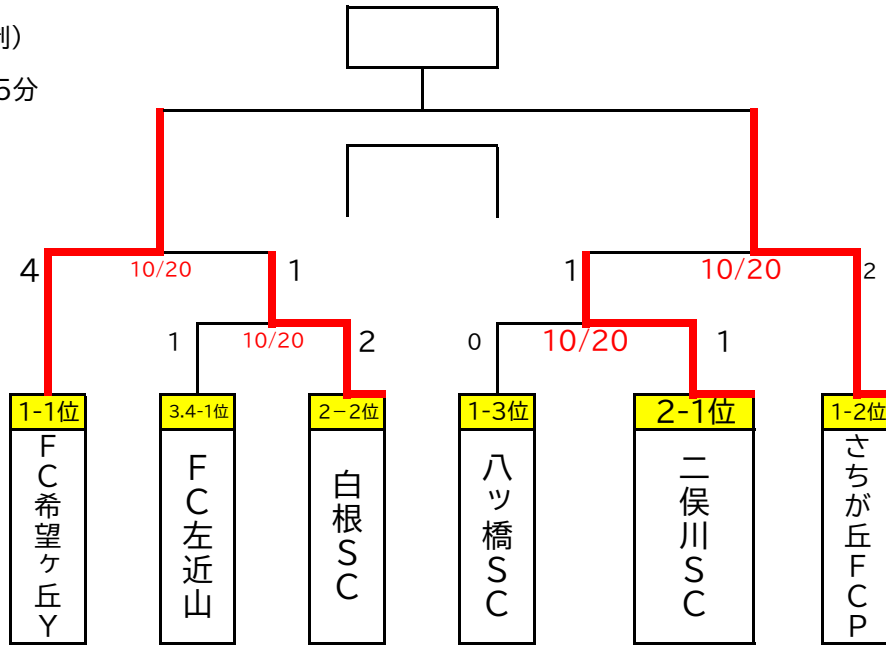 例）
5分
4
10/20
1
1
10/20
2
1
10/20
2
0
10/20
1
1-1位
3.4-1位
2－2位
1-3位
2-1位
1-2位
ＦＣ希望ヶ丘Ｙ
ＦＣ左近山
白根ＳＣ
八ッ橋ＳＣ
二俣川ＳＣ
さちが丘ＦＣＰ